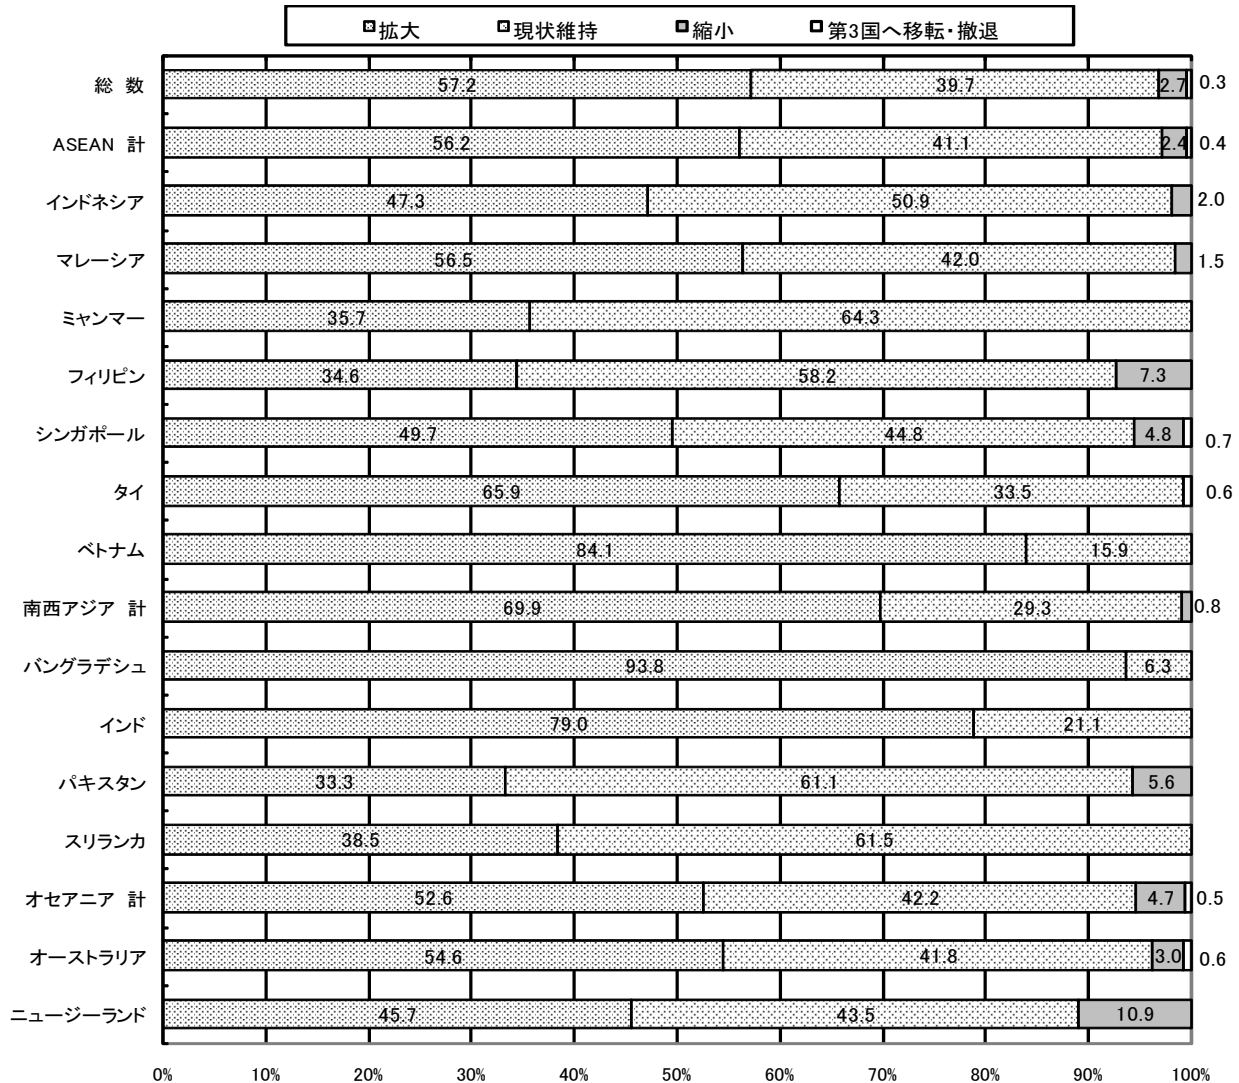 拡大 現状維持 縮小 第3国へ移転・撤退
総 数 57.2 39.7 2.7 0.3
ASEAN 計 56.2 41.1 2.4 0.4
インドネシア 47.3 50.9 2.0
マレーシア 56.5 42.0 1.5
ミャンマー 35.7 64.3
フィリピン 34.6 58.2 7.3
シンガポール 49.7 44.8 4.8 0.7
タイ 65.9 33.5 0.6
ベトナム 84.1 15.9
南西アジア 計 69.9 29.3 0.8
バングラデシュ 93.8 6.3
インド 79.0 21.1
パキスタン 33.3 61.1 5.6
スリランカ 38.5 61.5
オセアニア 計 52.6 42.2 4.7 0.5
オーストラリア 54.6 41.8 3.0 0.6
ニュージーランド 45.7 43.5 10.9
0% 10% 20% 30% 40% 50% 60% 70% 80% 90% 100%